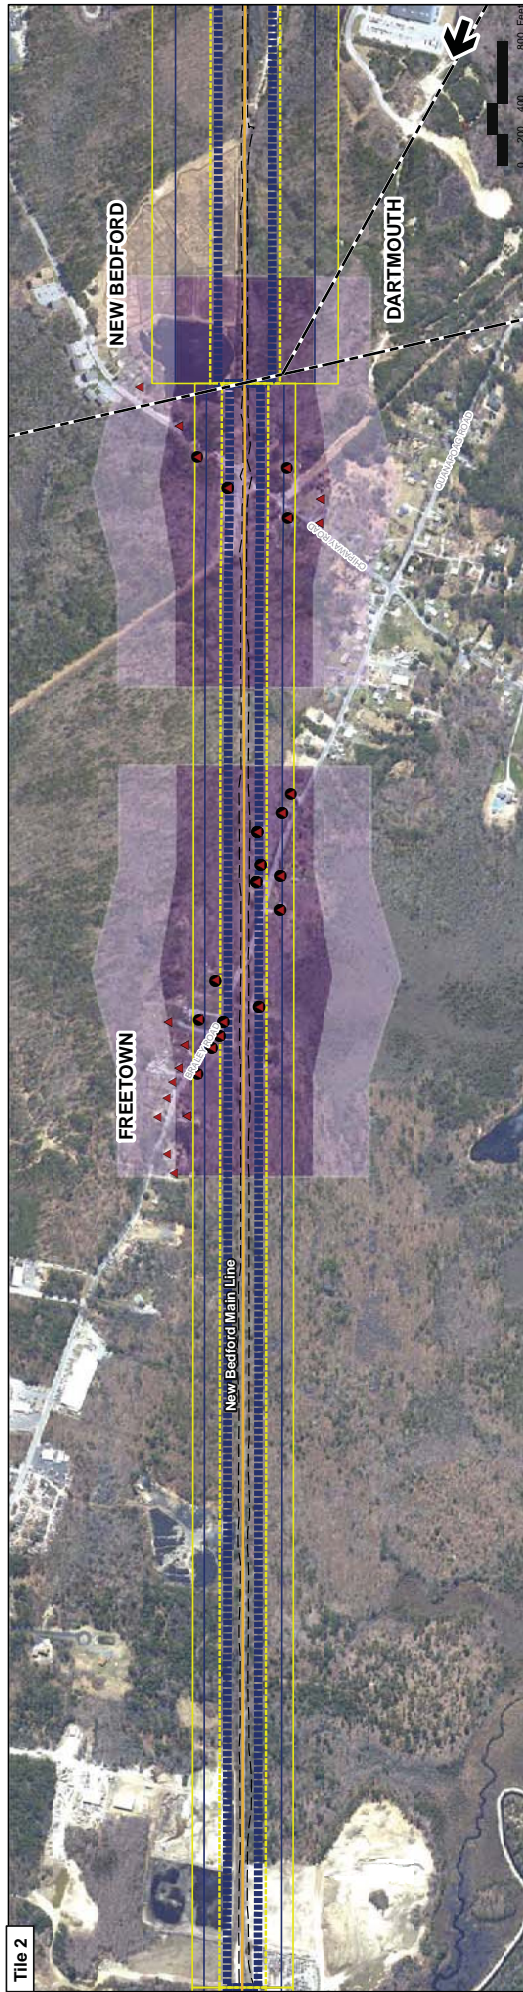 800 Feet
400
200
0
NEW BEDFORD
DARTMOUTH
QUANAPOAG ROAD
CHIPAWAY ROAD
BRALEY ROAD
FREETOWN
New Bedford Main Line
Tile 2